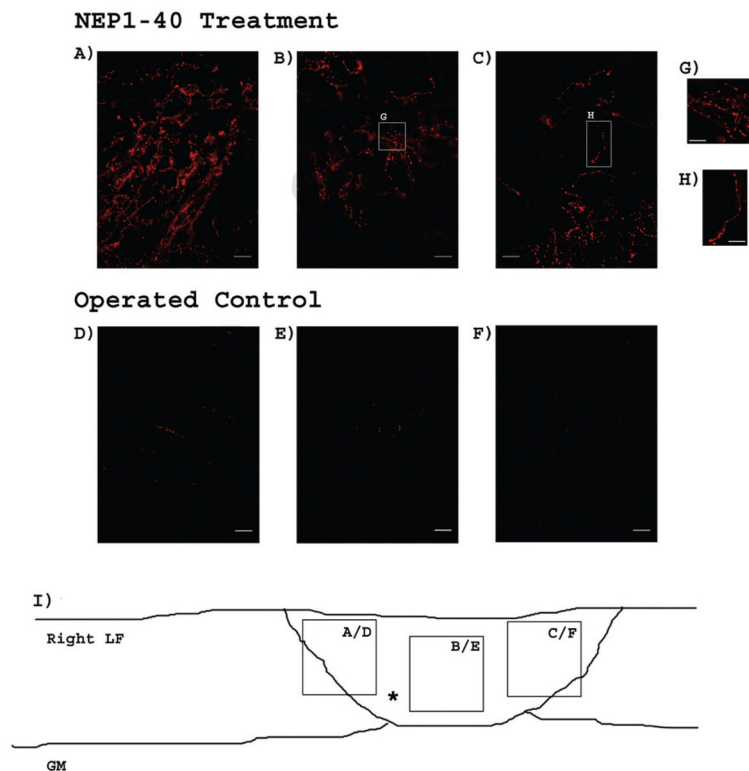 NEP1-40 Treatment
A)
B)
C)
G)
G
H
H)
Operated Control
D)
E)
F)
I)
Right LF
A/D
B/E
C/F
*
GM